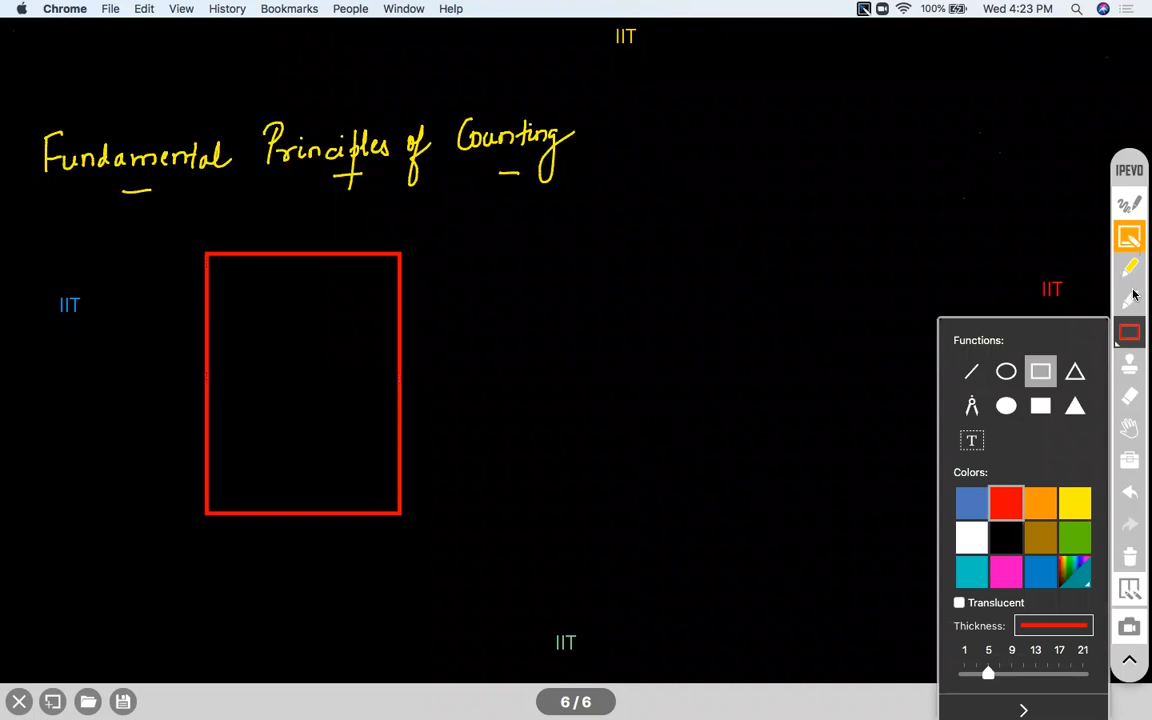 Chrome File Edit View History Bookmarks People Window Help 100% Wed 4:23 PM
IIT
Fundamental Principles of Counting
IPEVO
IIT
IIT
Functions:
T
Colors:
Translucent
Thickness:
1 5 9 13 17 21
IIT
6/6